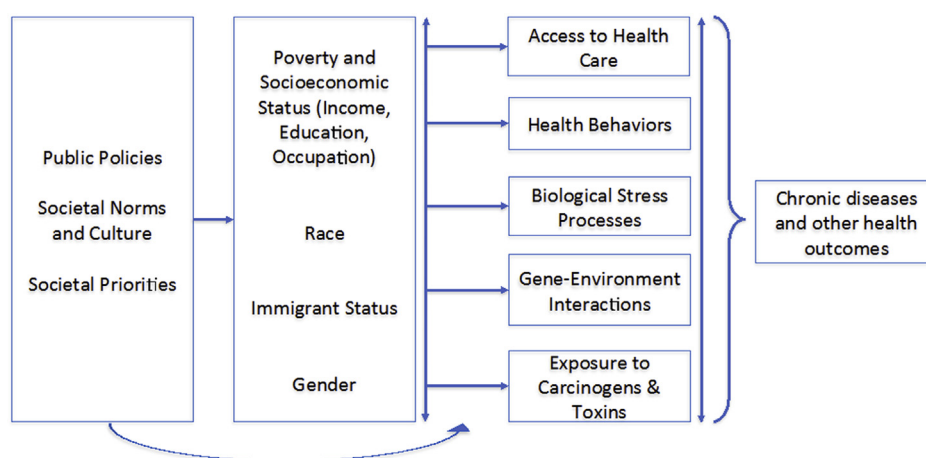 Public Policies
Societal Norms
and Culture
Societal Priorities
Poverty and
Socioeconomic
Status (Income,
Education,
Occupation)
Race
Immigrant Status
Gender
Access to Health
Care
Health Behaviors
Biological Stress
Processes
Gene-Environment
Interactions
Exposure to
Carcinogens &
Toxins
Chronic diseases
and other health
outcomes